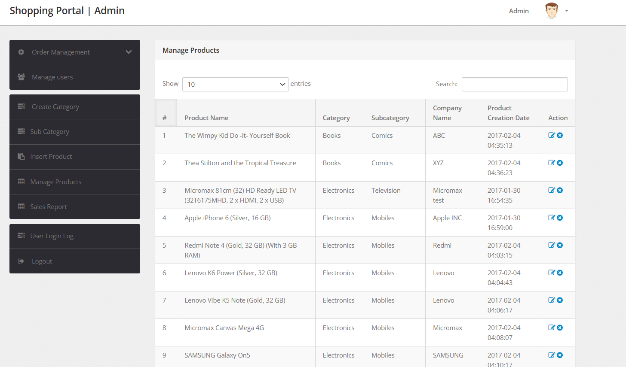 Shopping Portal | Admin
Admin
Order Management
Manage users
Create Category
Sub Category
Insert Product
Manage Products
Sales Report
User Login Log
Logout
Manage Products
Show 10 entries
Search:
# Product Name Category Subcategory Company Name Product Creation Date Action
1 The Wimpy Kid Do -It- Yourself Book Books Comics ABC 2017-02-04 04:35:13
2 Thea Stilton and the Tropical Treasure Books Comics XYZ 2017-02-04 04:36:23
3 Micromax 81cm (32) HD Ready LED TV (32T6175MHD, 2 x HDMI, 2 x USB) Electronics Television Micromax test 2017-01-30 16:54:35
4 Apple iPhone 6 (Silver, 16 GB) Electronics Mobiles Apple INC 2017-01-30 16:59:00
5 Redmi Note 4 (Gold, 32 GB) (With 3 GB RAM) Electronics Mobiles Redmi 2017-02-04 04:03:15
6 Lenovo K6 Power (Silver, 32 GB) Electronics Mobiles Lenovo 2017-02-04 04:04:43
7 Lenovo Vibe K5 Note (Gold, 32 GB) Electronics Mobiles Lenovo 2017-02-04 04:06:17
8 Micromax Canvas Mega 4G Electronics Mobiles Micromax 2017-02-04 04:08:07
9 SAMSUNG Galaxy On5 Electronics Mobiles SAMSUNG 2017-02-04 04:10:17